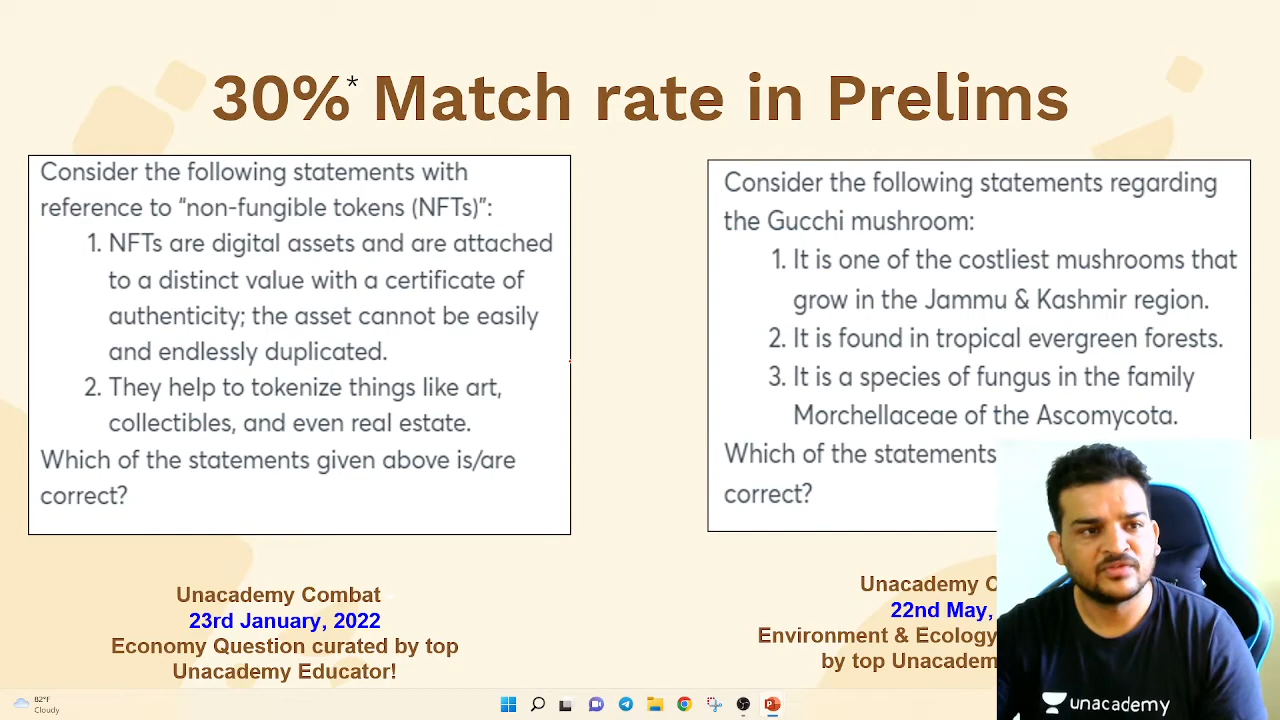 30%* Match rate in Prelims
Consider the following statements with
reference to “non-fungible tokens (NFTs)”:
1. NFTs are digital assets and are attached
to a distinct value with a certificate of
authenticity; the asset cannot be easily
and endlessly duplicated.
2. They help to tokenize things like art,
collectibles, and even real estate.
Which of the statements given above is/are
correct?
Unacademy Combat
23rd January, 2022
Economy Question curated by top
Unacademy Educator!
Consider the following statements regarding
the Gucchi mushroom:
1. It is one of the costliest mushrooms that
grow in the Jammu & Kashmir region.
2. It is found in tropical evergreen forests.
3. It is a species of fungus in the family
Morchellaceae of the Ascomycota.
Which of the statements
correct?
Unacademy C
22nd May,
Environment & Ecology
by top Unacadem
unacademy
82°F
Cloudy